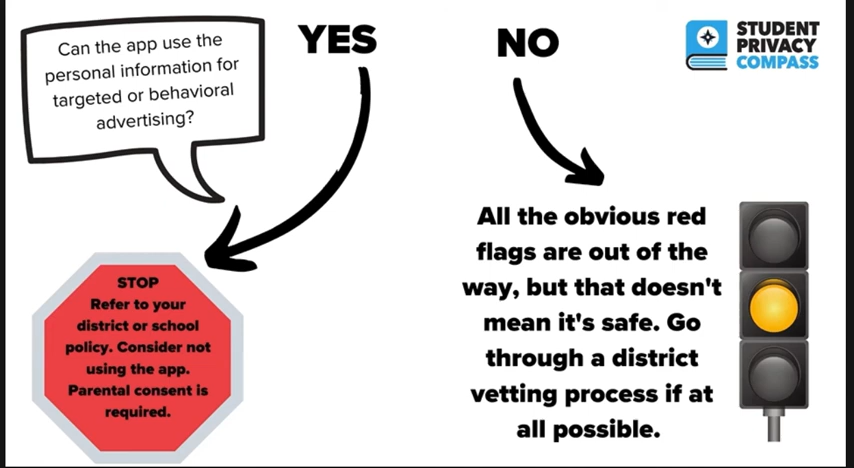 Can the app use the
personal information for
targeted or behavioral
advertising?
YES
NO
STUDENT
PRIVACY
COMPASS
STOP
Refer to your
district or school
policy. Consider not
using the app.
Parental consent is
required.
All the obvious red
flags are out of the
way, but that doesn't
mean it's safe. Go
through a district
vetting process if at
all possible.